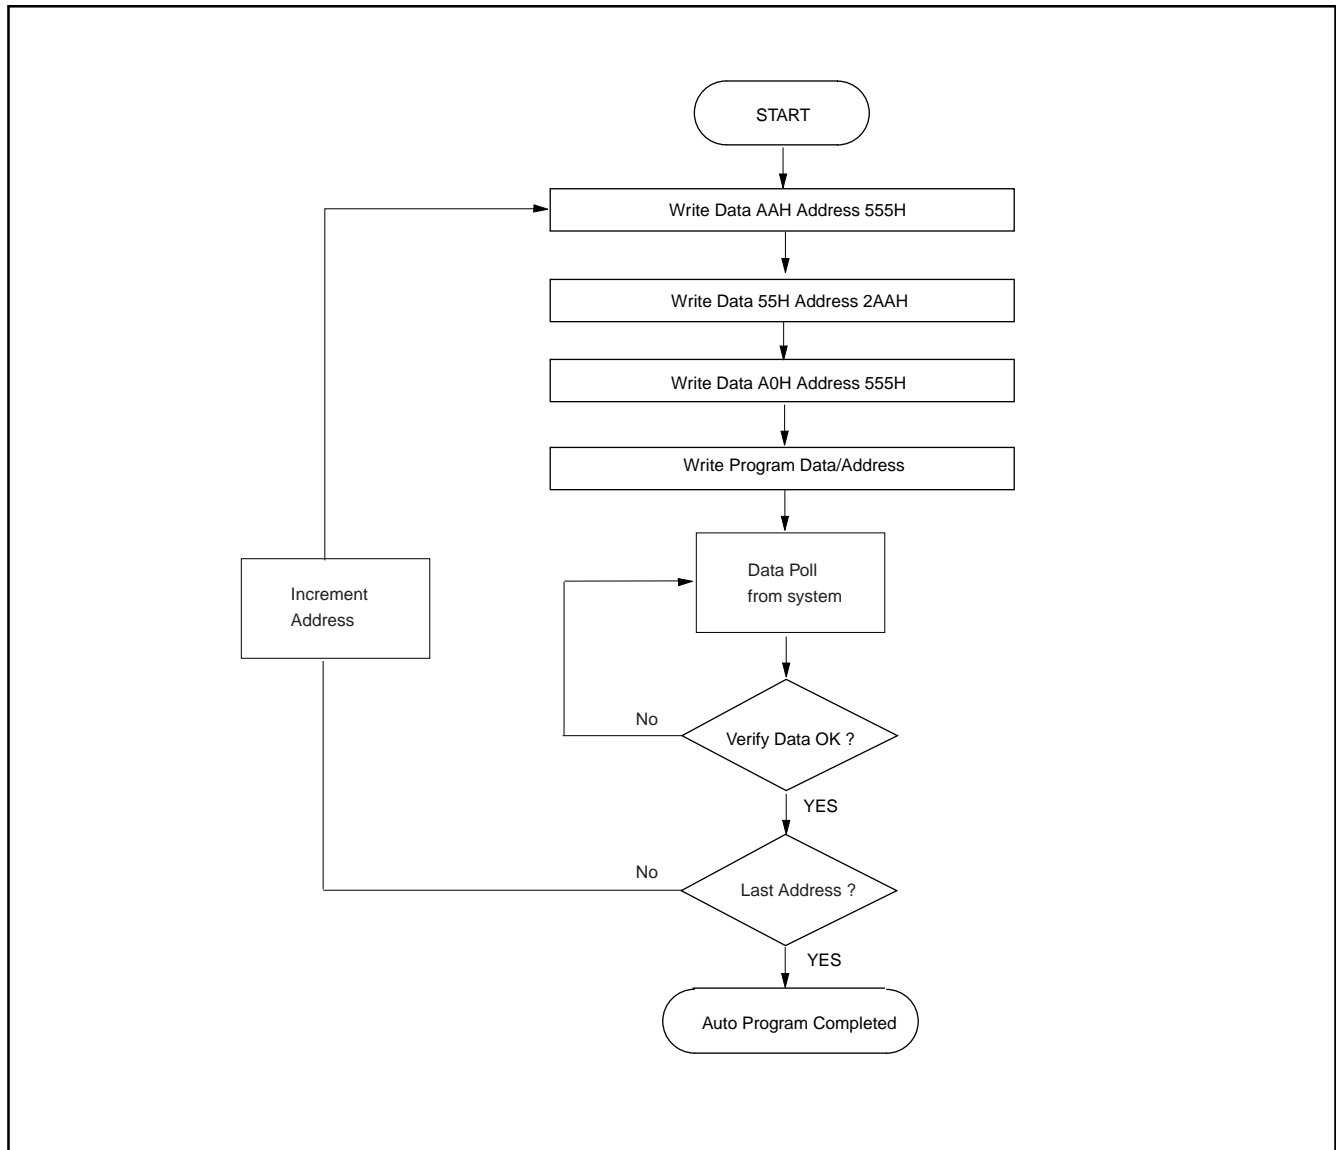 START
Write Data AAH Address 555H
Write Data 55H Address 2AAH
Write Data A0H Address 555H
Write Program Data/Address
Data Poll
from system
Increment
Address
No
Verify Data OK ?
YES
No
Last Address ?
YES
Auto Program Completed